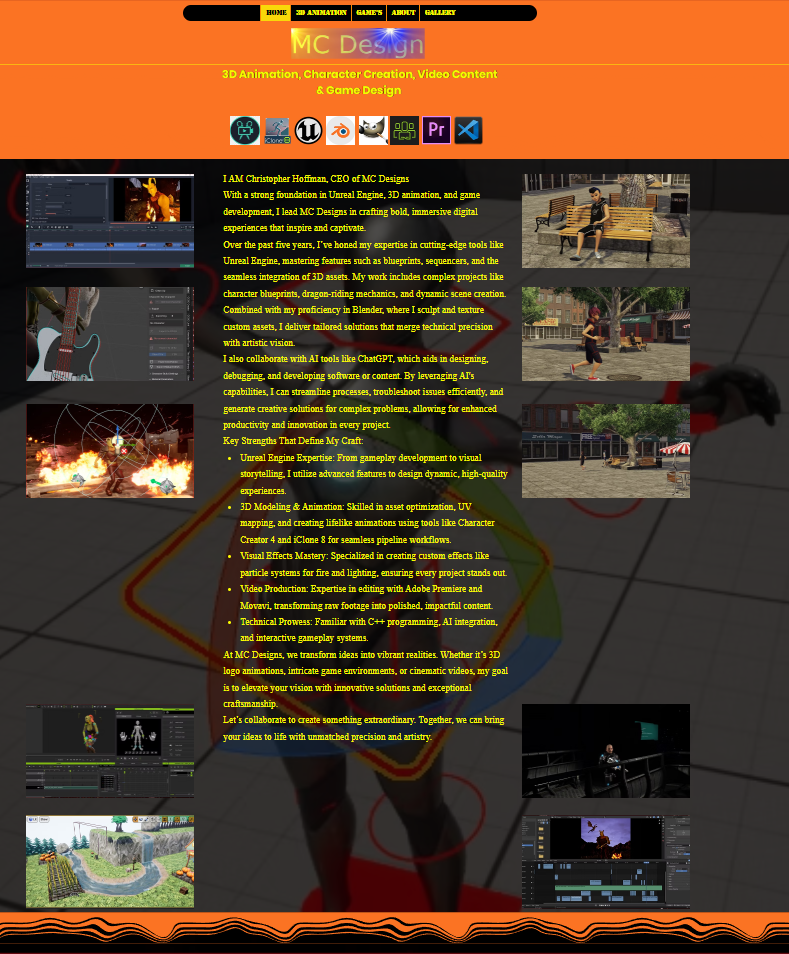 HOME 3D ANIMATION GAME'S ABOUT GALLERY
MC Design
3D Animation, Character Creation, Video Content
& Game Design
iClone 8
Pr
I AM Christopher Hoffman, CEO of MC Designs
With a strong foundation in Unreal Engine, 3D animation, and game
development, I lead MC Designs in crafting bold, immersive digital
experiences that inspire and captivate.
Over the past five years, I've honed my expertise in cutting-edge tools like
Unreal Engine, mastering features such as blueprints, sequencers, and the
seamless integration of 3D assets. My work includes complex projects like
character blueprints, dragon-riding mechanics, and dynamic scene creation.
Combined with my proficiency in Blender, where I sculpt and texture
custom assets, I deliver tailored solutions that merge technical precision
with artistic vision.
I also collaborate with AI tools like ChatGPT, which aids in designing,
debugging, and developing software or content. By leveraging AI's
capabilities, I can streamline processes, troubleshoot issues efficiently, and
generate creative solutions for complex problems, allowing for enhanced
productivity and innovation in every project.
Key Strengths That Define My Craft:
• Unreal Engine Expertise: From gameplay development to visual
storytelling, I utilize advanced features to design dynamic, high-quality
experiences.
• 3D Modeling & Animation: Skilled in asset optimization, UV
mapping, and creating lifelike animations using tools like Character
Creator 4 and iClone 8 for seamless pipeline workflows.
• Visual Effects Mastery: Specialized in creating custom effects like
particle systems for fire and lighting, ensuring every project stands out.
• Video Production: Expertise in editing with Adobe Premiere and
Movavi, transforming raw footage into polished, impactful content.
• Technical Prowess: Familiar with C++ programming, AI integration,
and interactive gameplay systems.
At MC Designs, we transform ideas into vibrant realities. Whether it's 3D
logo animations, intricate game environments, or cinematic videos, my goal
is to elevate your vision with innovative solutions and exceptional
craftsmanship.
Let's collaborate to create something extraordinary. Together, we can bring
your ideas to life with unmatched precision and artistry.